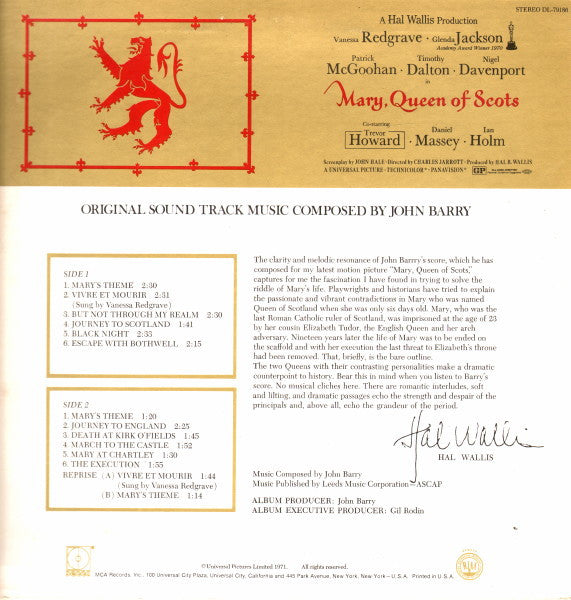 STEREO DL-79186
A Hal Wallis Production
Vanessa Redgrave · Glenda Jackson
Academy Award Winner 1970
Patrick McGoohan · Timothy Dalton · Nigel Davenport
in
Mary, Queen of Scots
Co-starring
Trevor Howard · Daniel Massey · Ian Holm
Screenplay by JOHN HALE · Directed by CHARLES JARROTT · Produced by HAL B. WALLIS
A UNIVERSAL PICTURE · TECHNICOLOR® · PANAVISION® GP
ORIGINAL SOUND TRACK MUSIC COMPOSED BY JOHN BARRY
SIDE 1
1. MARY'S THEME 2:30
2. VIVRE ET MOURIR 2:31
(Sung by Vanessa Redgrave)
3. BUT NOT THROUGH MY REALM 2:30
4. JOURNEY TO SCOTLAND 1:41
5. BLACK NIGHT 2:33
6. ESCAPE WITH BOTHWELL 2:15
SIDE 2
1. MARY'S THEME 1:20
2. JOURNEY TO ENGLAND 2:25
3. DEATH AT KIRK O'FIELDS 1:45
4. MARCH TO THE CASTLE 1:52
5. MARY AT CHARTLEY 1:30
6. THE EXECUTION 1:55
REPRISE (A) VIVRE ET MOURIR 1:44
(Sung by Vanessa Redgrave)
(B) MARY'S THEME 1:14
The clarity and melodic resonance of John Barry's score, which he has
composed for my latest motion picture "Mary, Queen of Scots,"
captures for me the fascination I have found in trying to solve the
riddle of Mary's life. Playwrights and historians have tried to explain
the passionate and vibrant contradictions in Mary who was named
Queen of Scotland when she was only six days old. Mary, who was the
last Roman Catholic ruler of Scotland, was imprisoned at the age of 23
by her cousin Elizabeth Tudor, the English Queen and her arch
adversary. Nineteen years later the life of Mary was to be ended on
the scaffold and with her execution the last threat to Elizabeth's throne
had been removed. That, briefly, is the bare outline.
The two Queens with their contrasting personalities make a dramatic
counterpoint to history. Bear this in mind when you listen to Barry's
score. No musical cliches here. There are romantic interludes, soft
and lifting, and dramatic passages echo the strength and despair of the
principals and, above all, echo the grandeur of the period.
Hal Wallis
HAL WALLIS
Music Composed by John Barry
Music Published by Leeds Music Corporation—ASCAP
ALBUM PRODUCER: John Barry
ALBUM EXECUTIVE PRODUCER: Gil Rodin
©Universal Pictures Limited 1971. All rights reserved.
MCA Records, Inc., 100 Universal City Plaza, Universal City, California and 445 Park Avenue, New York, New York – U.S.A. Printed in U.S.A.